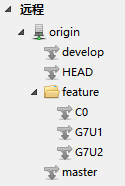 远程
origin
develop
HEAD
feature
C0
G7U1
G7U2
master